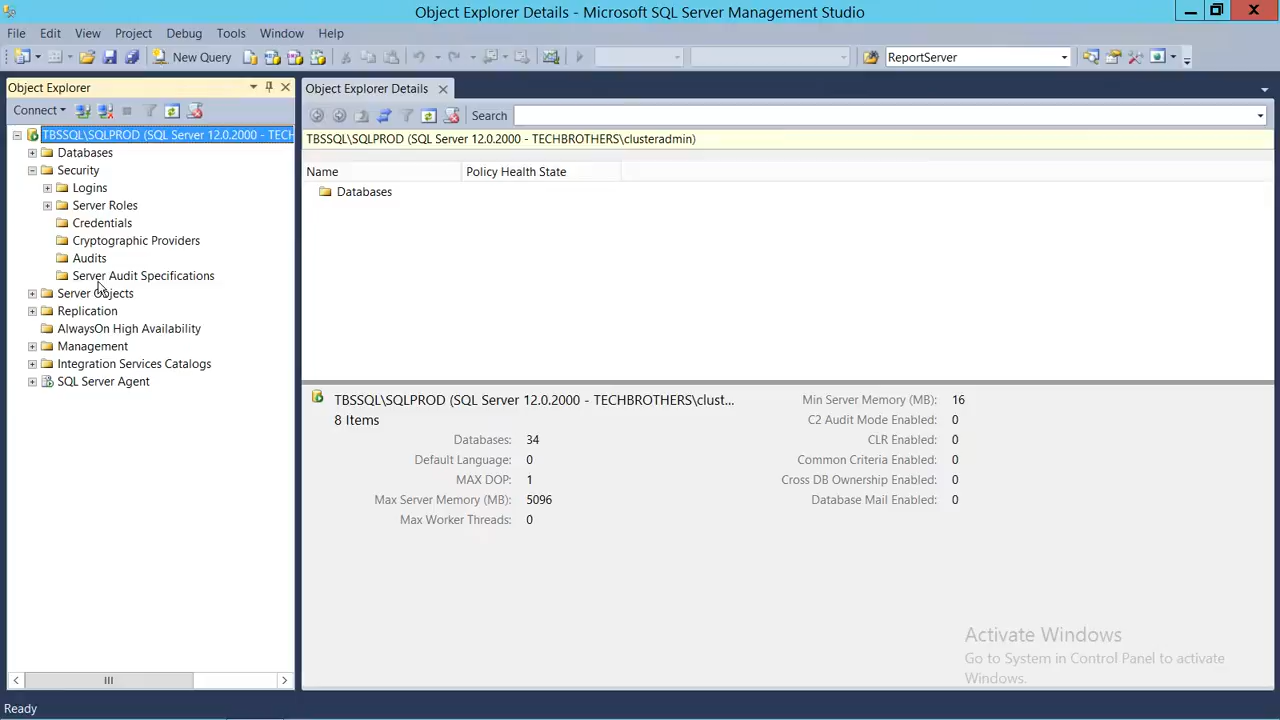 Object Explorer Details - Microsoft SQL Server Management Studio
File Edit View Project Debug Tools Window Help
New Query ReportServer
Object Explorer
Connect
TBSSQL\SQLPROD (SQL Server 12.0.2000 - TECH
Databases
Security
Logins
Server Roles
Credentials
Cryptographic Providers
Audits
Server Audit Specifications
Server Objects
Replication
AlwaysOn High Availability
Management
Integration Services Catalogs
SQL Server Agent
Object Explorer Details
Search
TBSSQL\SQLPROD (SQL Server 12.0.2000 - TECHBROTHERS\clusteradmin)
Name Policy Health State
Databases
TBSSQL\SQLPROD (SQL Server 12.0.2000 - TECHBROTHERS\clust...
8 Items
Databases: 34
Default Language: 0
MAX DOP: 1
Max Server Memory (MB): 5096
Max Worker Threads: 0
Min Server Memory (MB): 16
C2 Audit Mode Enabled: 0
CLR Enabled: 0
Common Criteria Enabled: 0
Cross DB Ownership Enabled: 0
Database Mail Enabled: 0
Activate Windows
Go to System in Control Panel to activate
Windows.
Ready